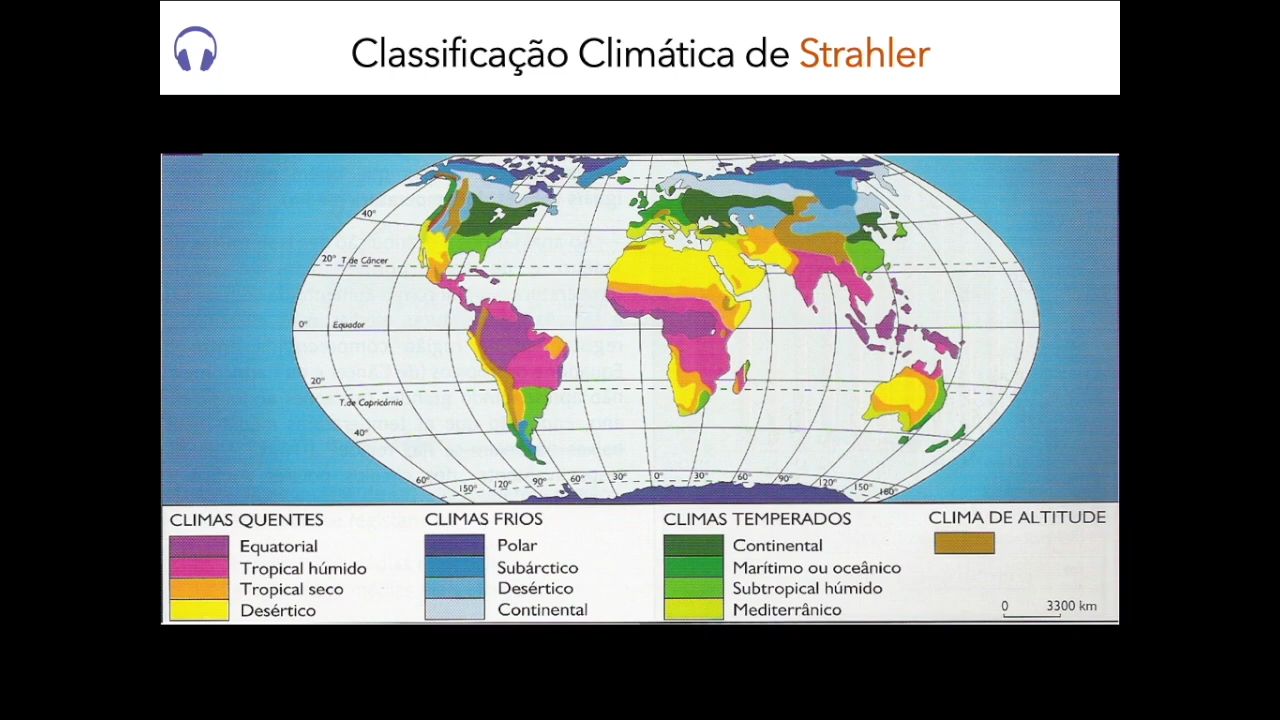 Classificação Climática de Strahler
40°
20° T. de Câncer
0° Equador
20°
T. de Capricórnio
40°
60° 150° 120° 90° 60° 30° 0° 30° 60° 90° 120° 150° 180°
CLIMAS QUENTES
Equatorial
Tropical húmido
Tropical seco
Desértico
CLIMAS FRIOS
Polar
Subárctico
Desértico
Continental
CLIMAS TEMPERADOS
Continental
Marítimo ou oceânico
Subtropical húmido
Mediterrânico
CLIMA DE ALTITUDE
0 3300 km